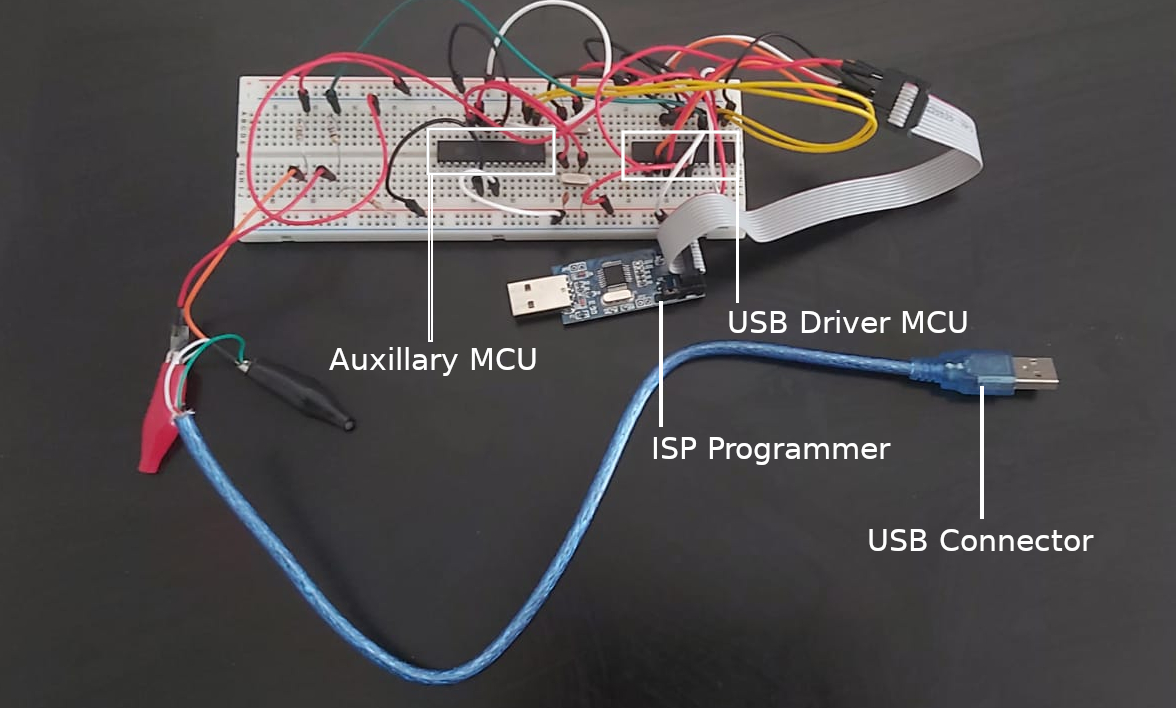 USB Driver MCU
Auxillary MCU
ISP Programmer
USB Connector